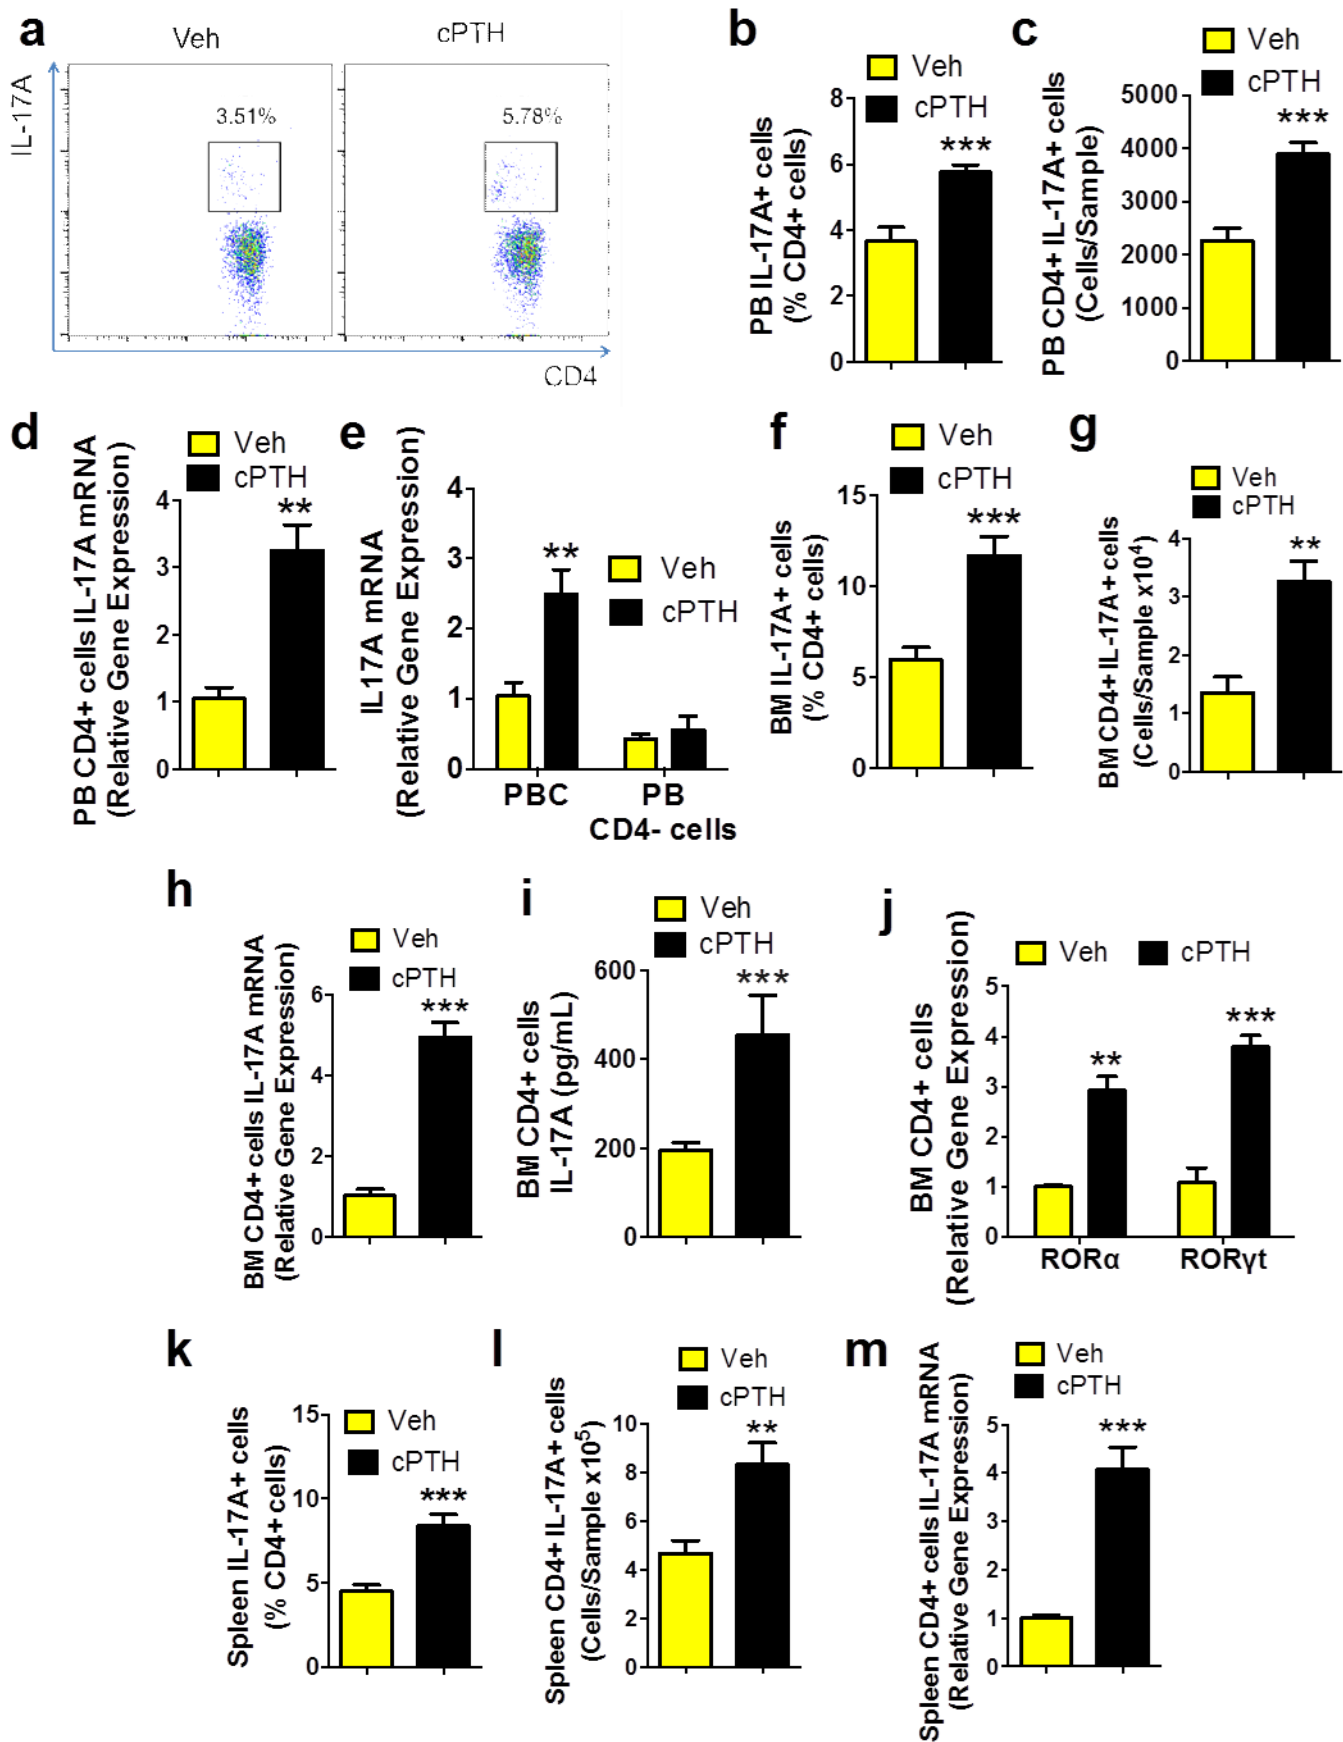 a
Veh
cPTH
IL-17A
3.51%
5.78%
CD4
b
Veh
cPTH
PB IL-17A+ cells
(% CD4+ cells)
8
6
4
2
0
***
c
Veh
cPTH
PB CD4+ IL-17A+ cells
(Cells/Sample)
5000
4000
3000
2000
1000
0
***
d
Veh
cPTH
PB CD4+ cells IL-17A mRNA
(Relative Gene Expression)
4
3
2
1
0
**
e
IL17A mRNA
(Relative Gene Expression)
4
3
2
1
0
**
Veh
cPTH
PBC
PB
CD4- cells
f
Veh
cPTH
BM IL-17A+ cells
(% CD4+ cells)
15
10
5
0
***
g
Veh
cPTH
BM CD4+ IL-17A+ cells
(Cells/Sample x10⁴)
4
3
2
1
0
**
h
Veh
cPTH
BM CD4+ cells IL-17A mRNA
(Relative Gene Expression)
6
4
2
0
***
i
Veh
cPTH
BM CD4+ cells
IL-17A (pg/mL)
600
400
200
0
***
j
Veh
cPTH
BM CD4+ cells
(Relative Gene Expression)
5
4
3
2
1
0
**
***
RORα
RORγt
k
Veh
cPTH
Spleen IL-17A+ cells
(% CD4+ cells)
15
10
5
0
***
l
Veh
cPTH
Spleen CD4+ IL-17A+ cells
(Cells/Sample x10⁵)
10
8
6
4
2
0
**
m
Veh
cPTH
Spleen CD4+ cells IL-17A mRNA
(Relative Gene Expression)
5
4
3
2
1
0
***